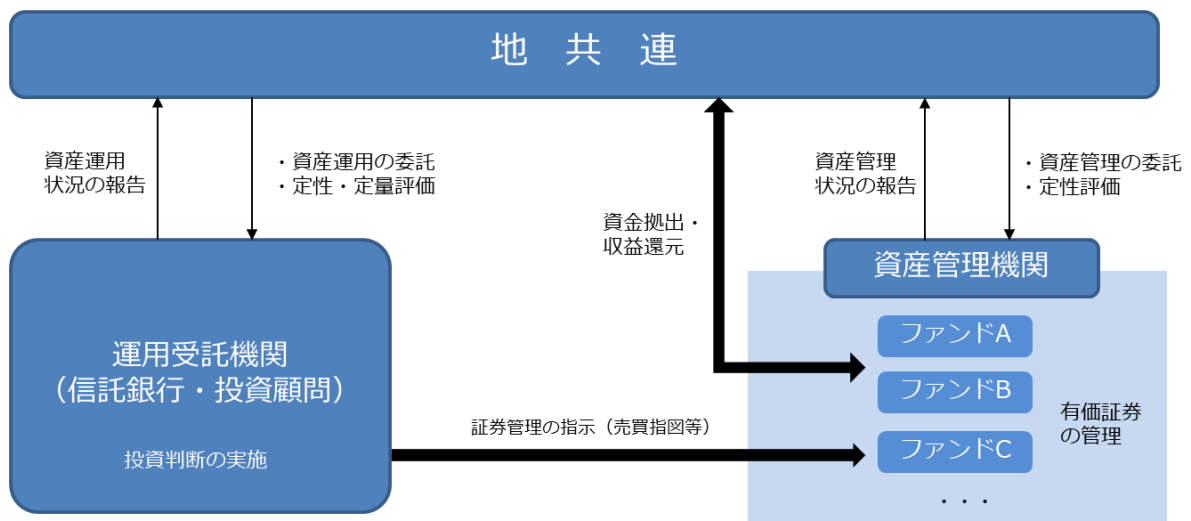 地 共 連
資産運用
状況の報告
・資産運用の委託
・定性・定量評価
資金拠出・
収益還元
資産管理
状況の報告
・資産管理の委託
・定性評価
運用受託機関
（信託銀行・投資顧問）
投資判断の実施
証券管理の指示（売買指図等）
資産管理機関
ファンドA
ファンドB
ファンドC
・・・
有価証券
の管理